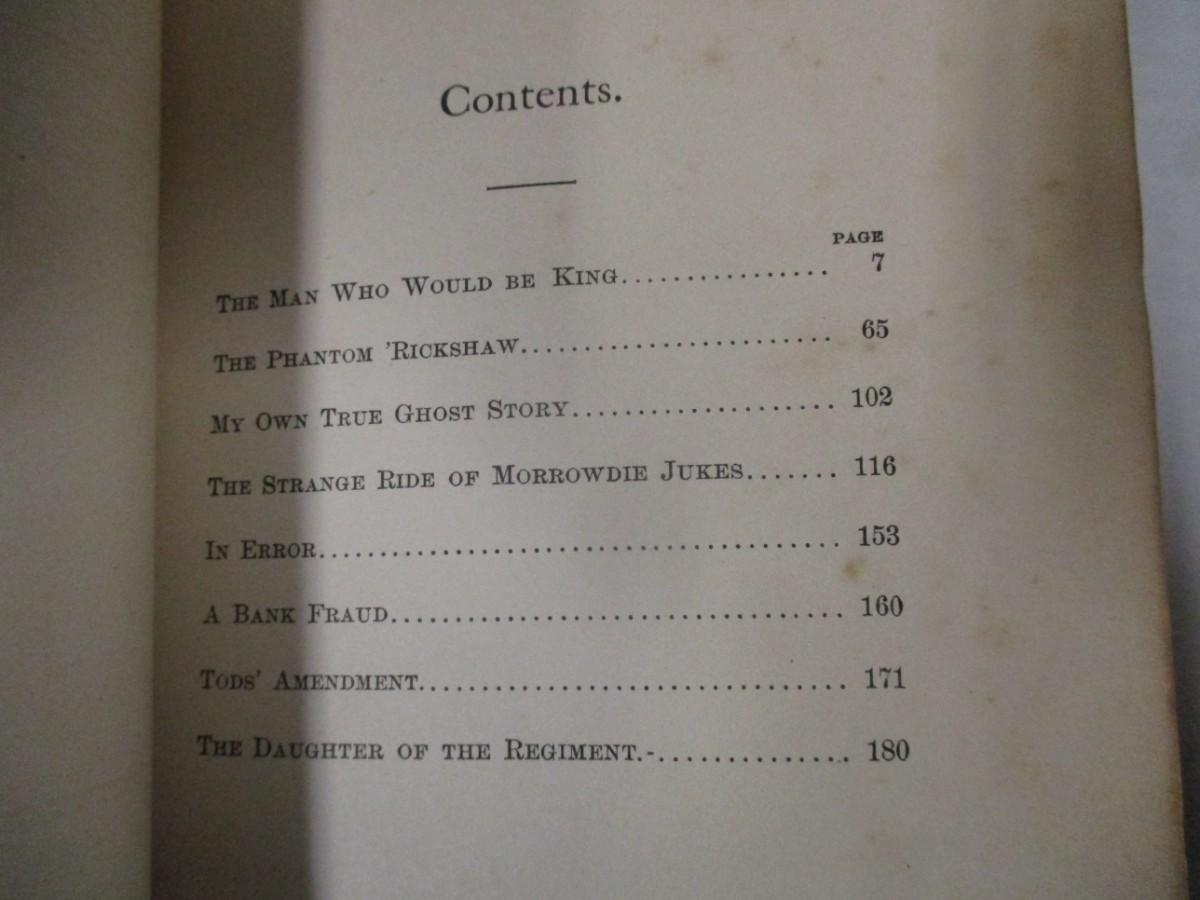 Contents.
PAGE
The Man Who Would be King................ 7
The Phantom 'Rickshaw......................... 65
My Own True Ghost Story..................... 102
The Strange Ride of Morrowdie Jukes....... 116
In Error.......................................... 153
A Bank Fraud................................... 160
Tods' Amendment................................. 171
The Daughter of the Regiment.-.............. 180